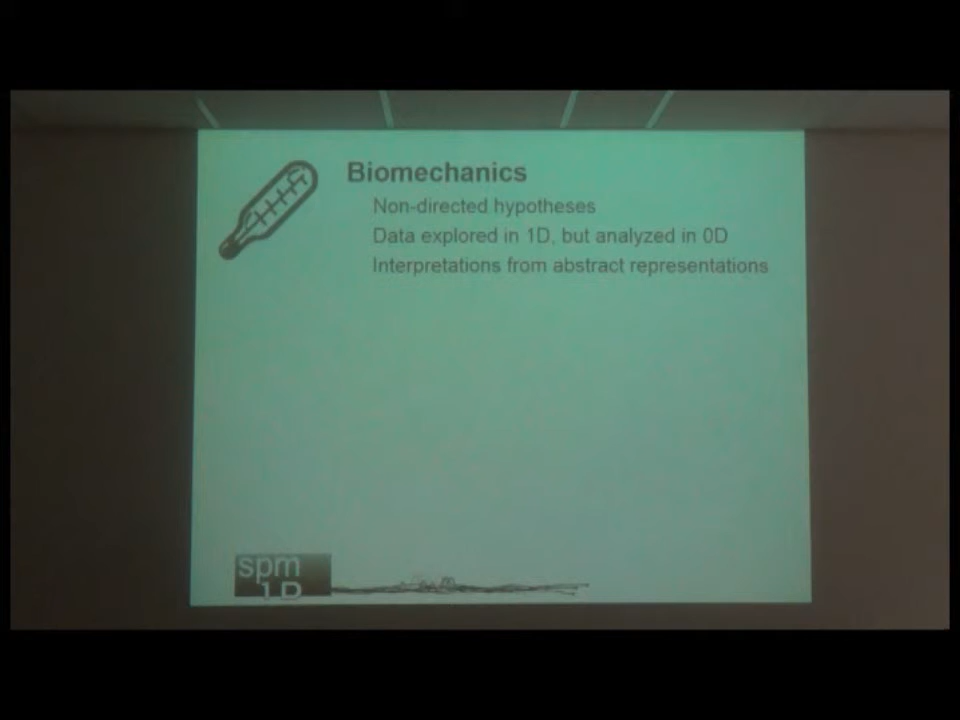 Biomechanics
Non-directed hypotheses
Data explored in 1D, but analyzed in 0D
Interpretations from abstract representations
spm
1D